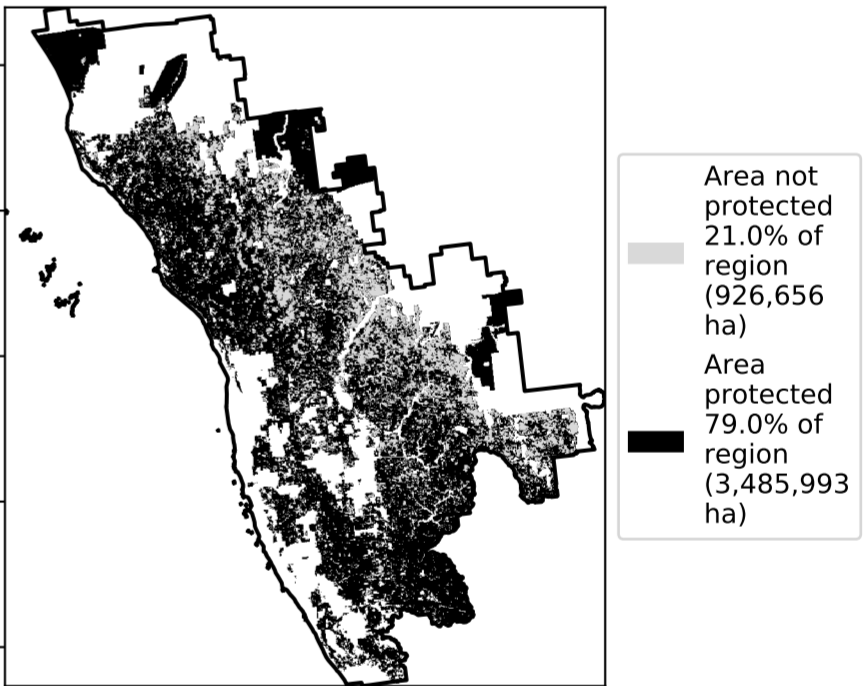 Area not
protected
21.0% of
region
(926,656
ha)
Area
protected
79.0% of
region
(3,485,993
ha)